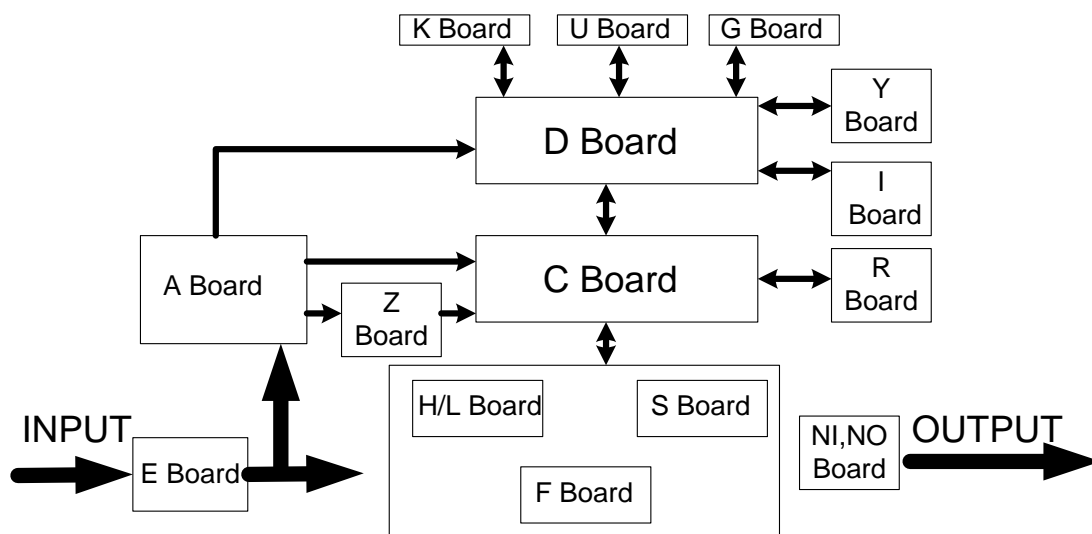 K Board
U Board
G Board
Y
Board
D Board
I
Board
A Board
C Board
R
Board
Z
Board
H/L Board
S Board
INPUT
NI,NO
Board
OUTPUT
E Board
F Board